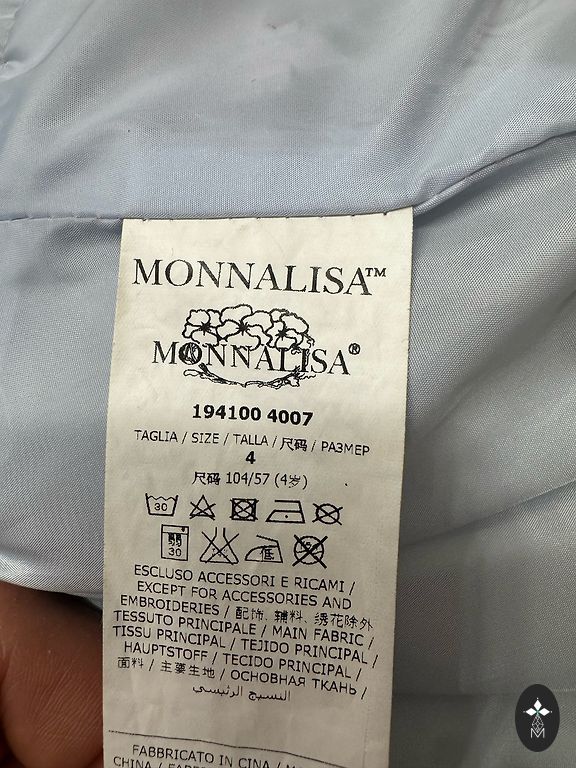 MONNALISA™
MONNALISA®
194100 4007
TAGLIA / SIZE / TALLA / 尺码 / РАЗМЕР
4
尺码 104/57 (4岁)
30
弱
30
ESCLUSO ACCESSORI E RICAMI /
EXCEPT FOR ACCESSORIES AND
EMBROIDERIES / 配饰、辅料、绣花除外
TESSUTO PRINCIPALE / MAIN FABRIC /
TISSU PRINCIPAL / TEJIDO PRINCIPAL /
HAUPTSTOFF / TECIDO PRINCIPAL /
面料 / 主要生地 / ОСНОВНАЯ ТКАНЬ /
النسيج الرئيسي
FABBRICATO IN CINA / MADE IN
M